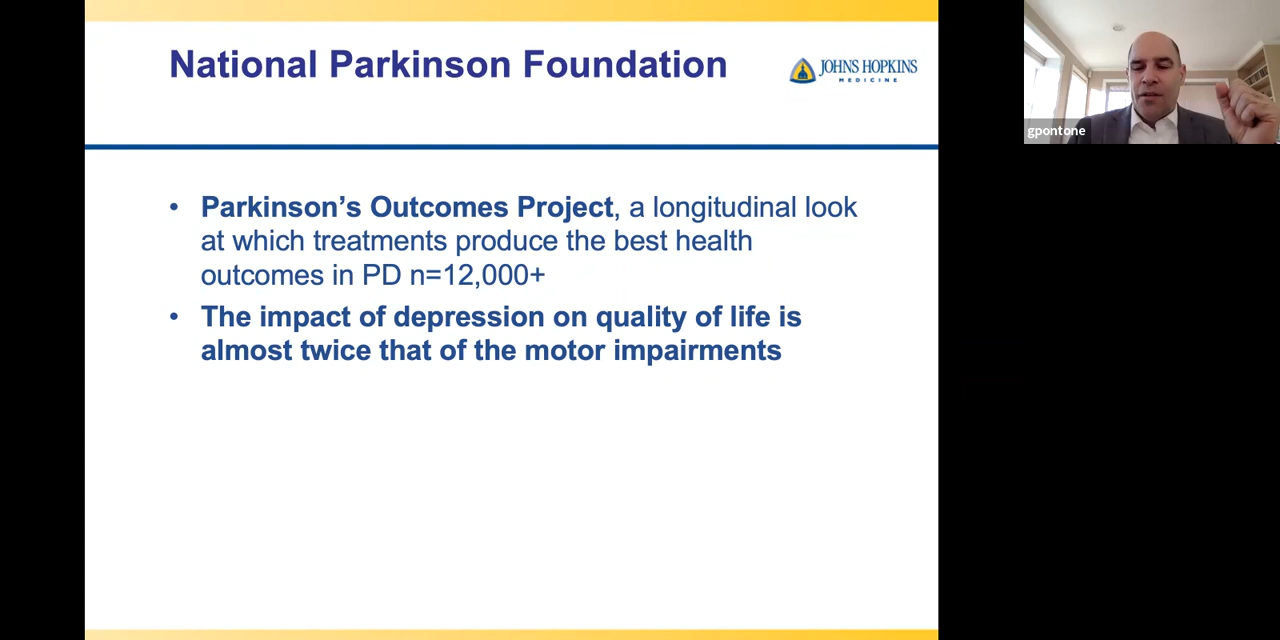 National Parkinson Foundation
JOHNS HOPKINS
MEDICINE
gpontone
• Parkinson’s Outcomes Project, a longitudinal look
at which treatments produce the best health
outcomes in PD n=12,000+
• The impact of depression on quality of life is
almost twice that of the motor impairments